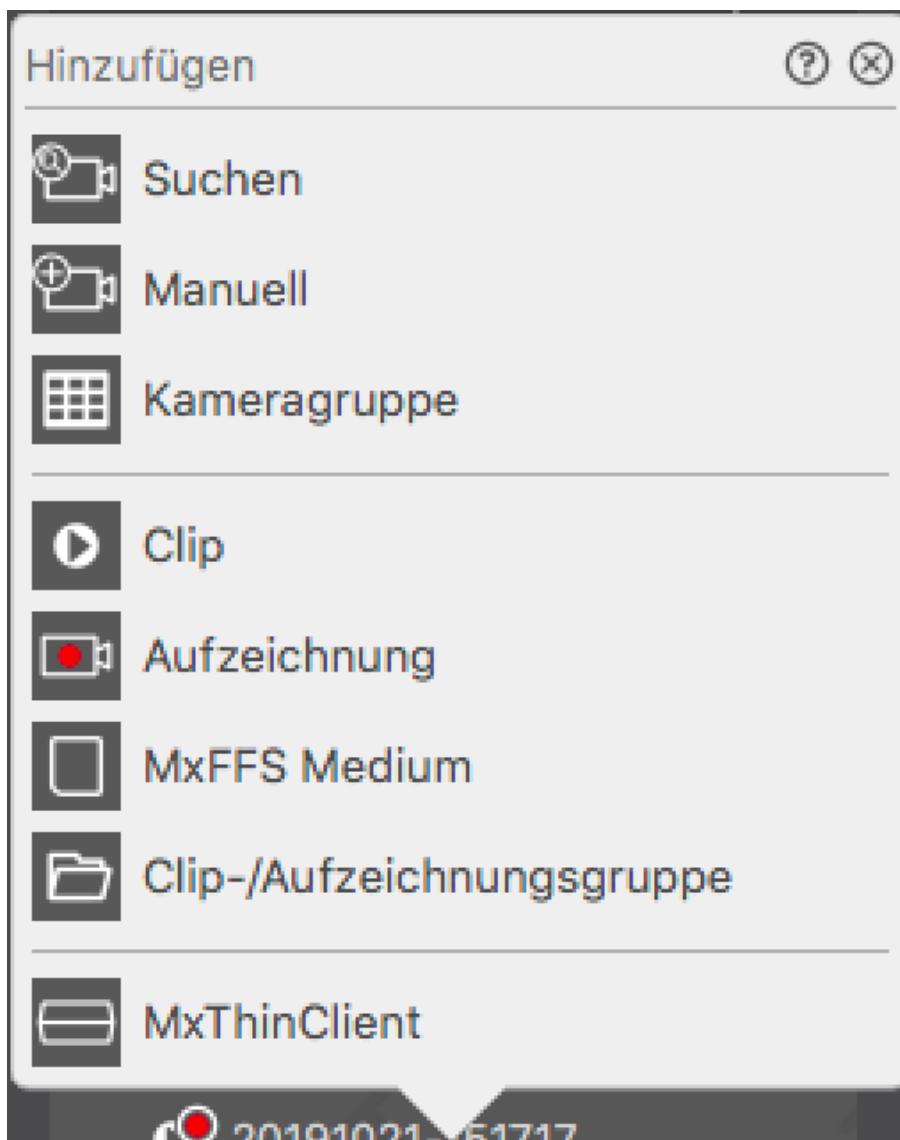 Hinzufügen
Suchen
Manuell
Kameragruppe
Clip
Aufzeichnung
MxFFS Medium
Clip-/Aufzeichnungsgruppe
MxThinClient